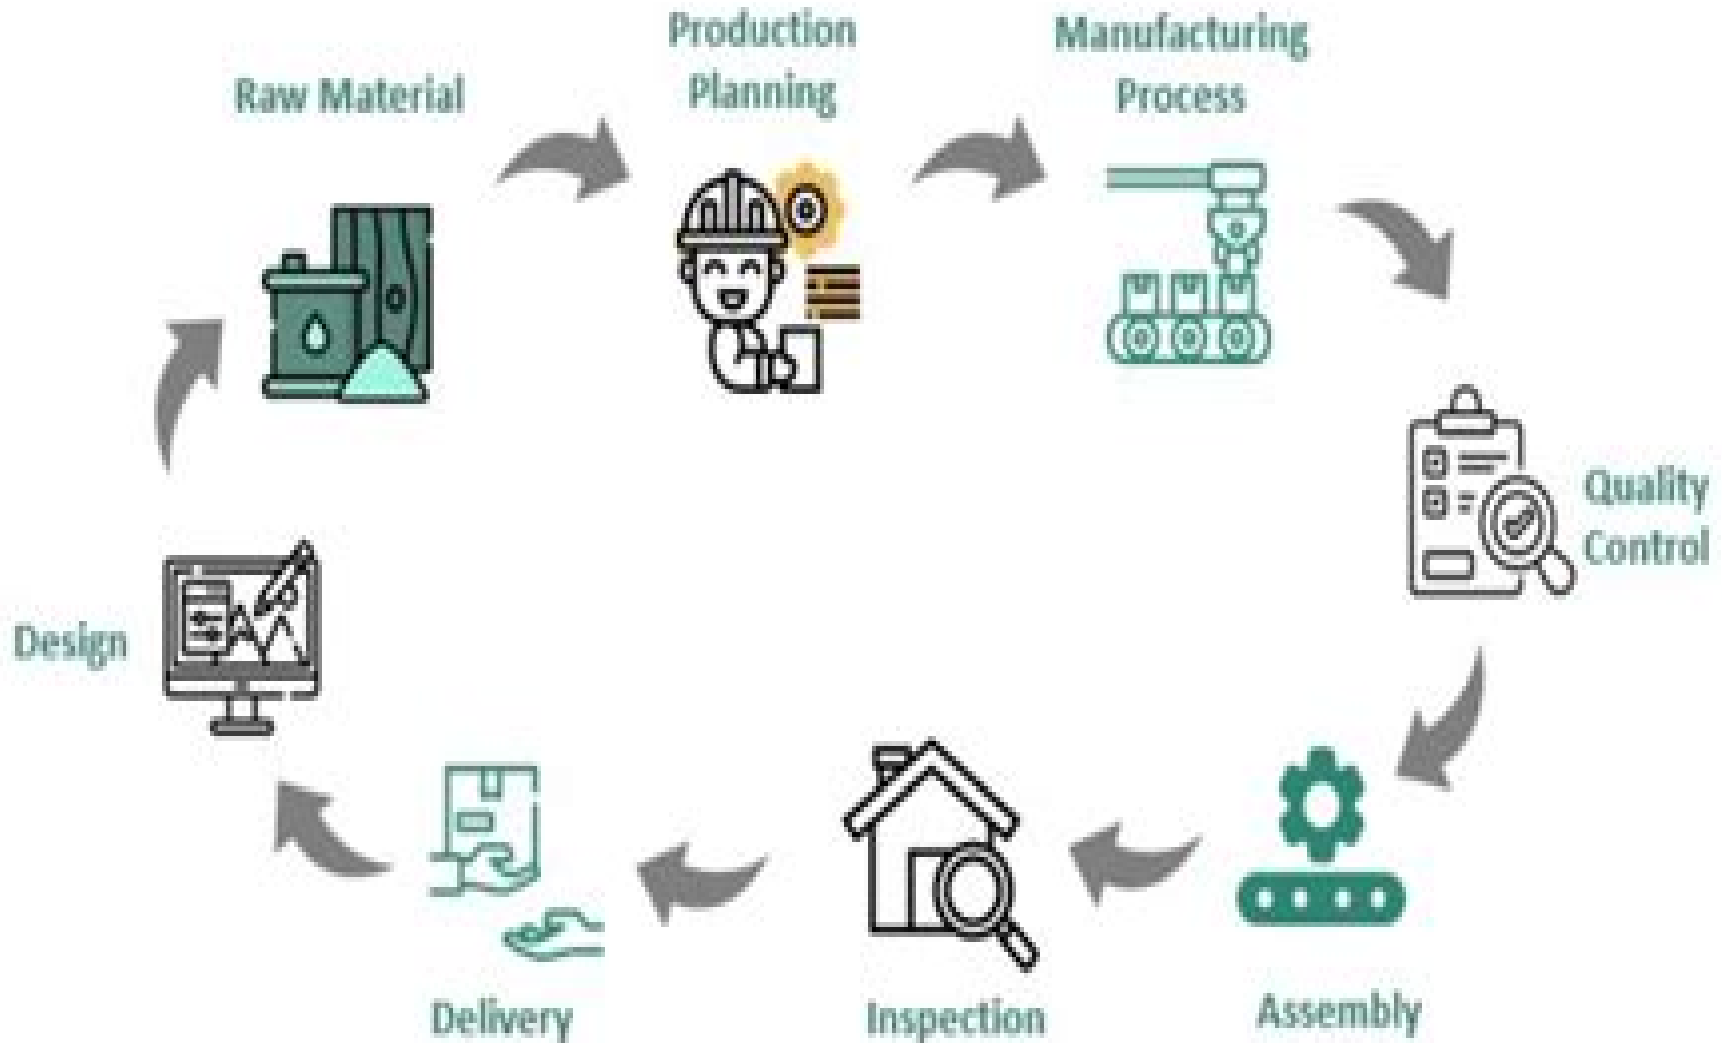 Raw Material
Production
Planning
Manufacturing
Process
Quality
Control
Assembly
Inspection
Delivery
Design